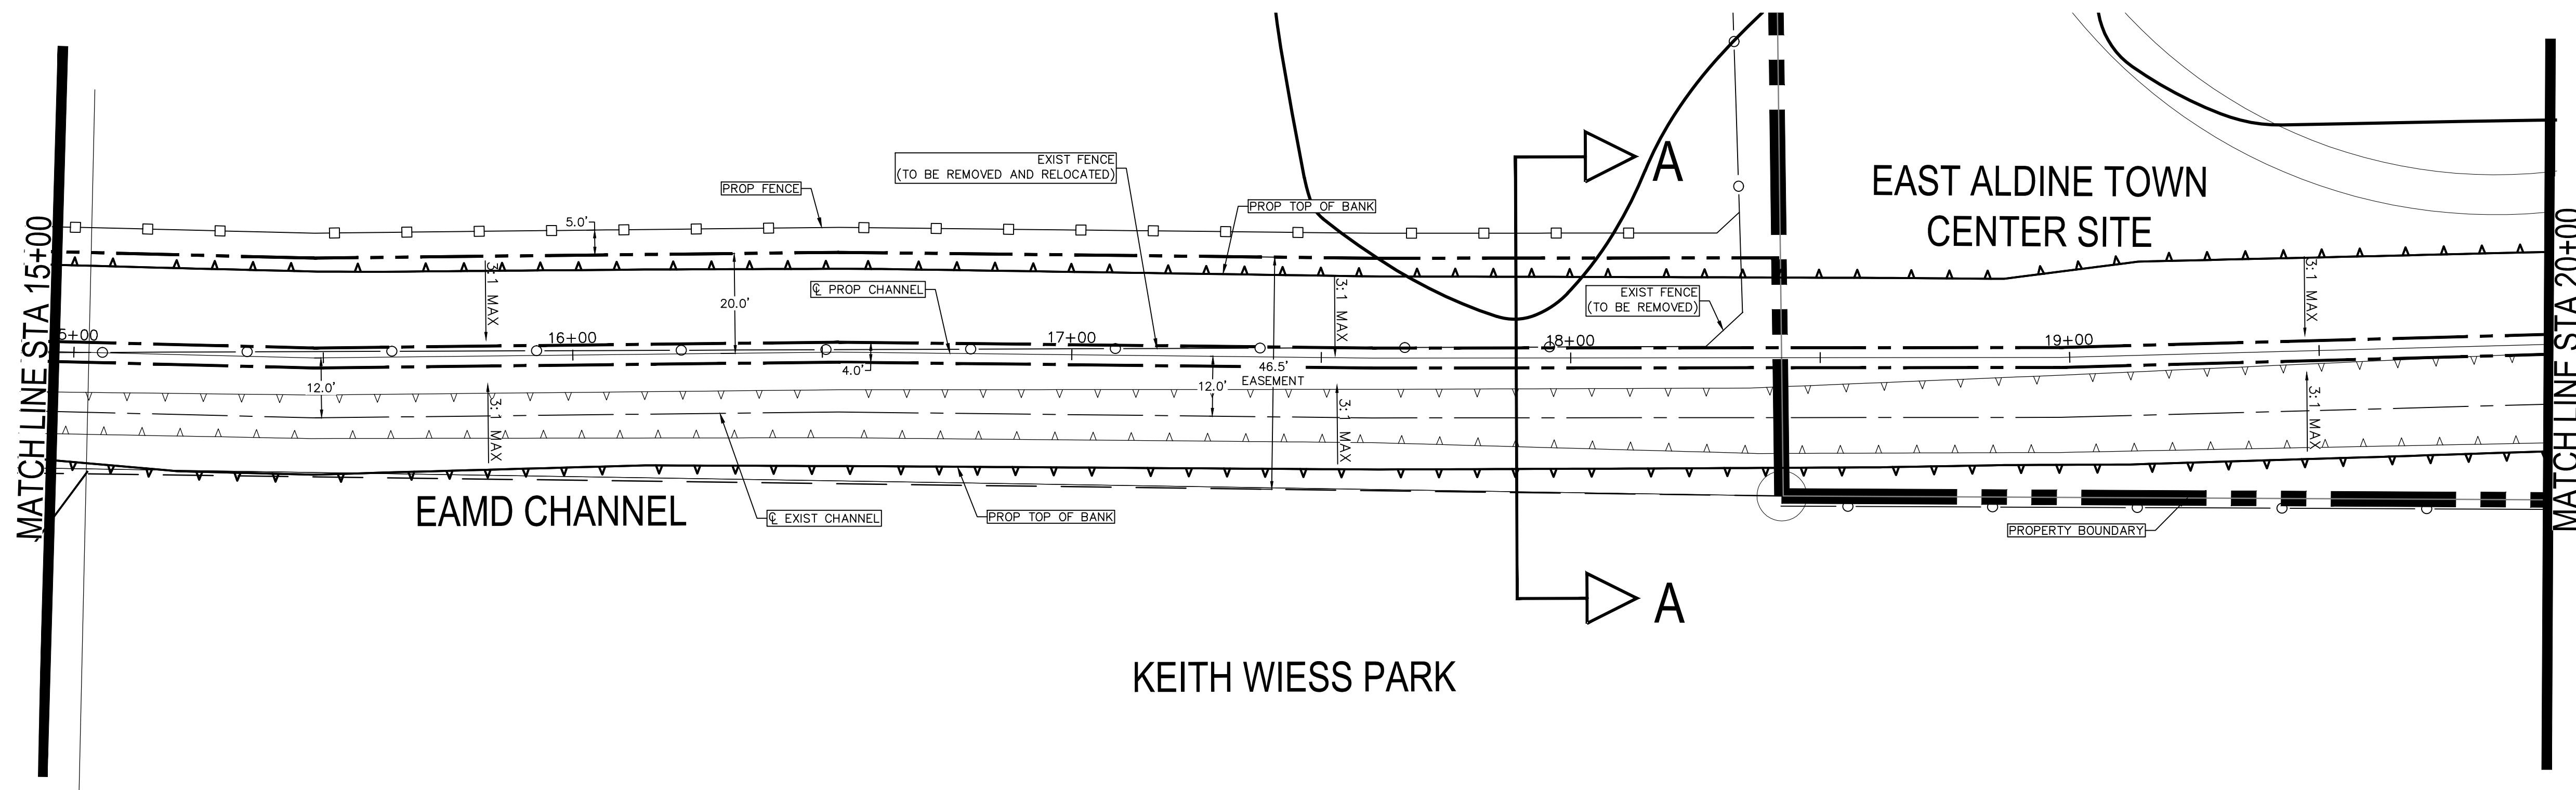 MATCH LINE STA 15+00
5+00
PROP FENCE
5.0'
EXIST FENCE
(TO BE REMOVED AND RELOCATED)
PROP TOP OF BANK
A
EAST ALDINE TOWN
CENTER SITE
3:1 MAX
20.0'
℄ PROP CHANNEL
3:1 MAX
EXIST FENCE
(TO BE REMOVED)
3:1 MAX
16+00
17+00
18+00
19+00
12.0'
4.0'
12.0'
46.5'
EASEMENT
3:1 MAX
3:1 MAX
3:1 MAX
EAMD CHANNEL
℄ EXIST CHANNEL
PROP TOP OF BANK
PROPERTY BOUNDARY
A
KEITH WIESS PARK
MATCH LINE STA 20+00